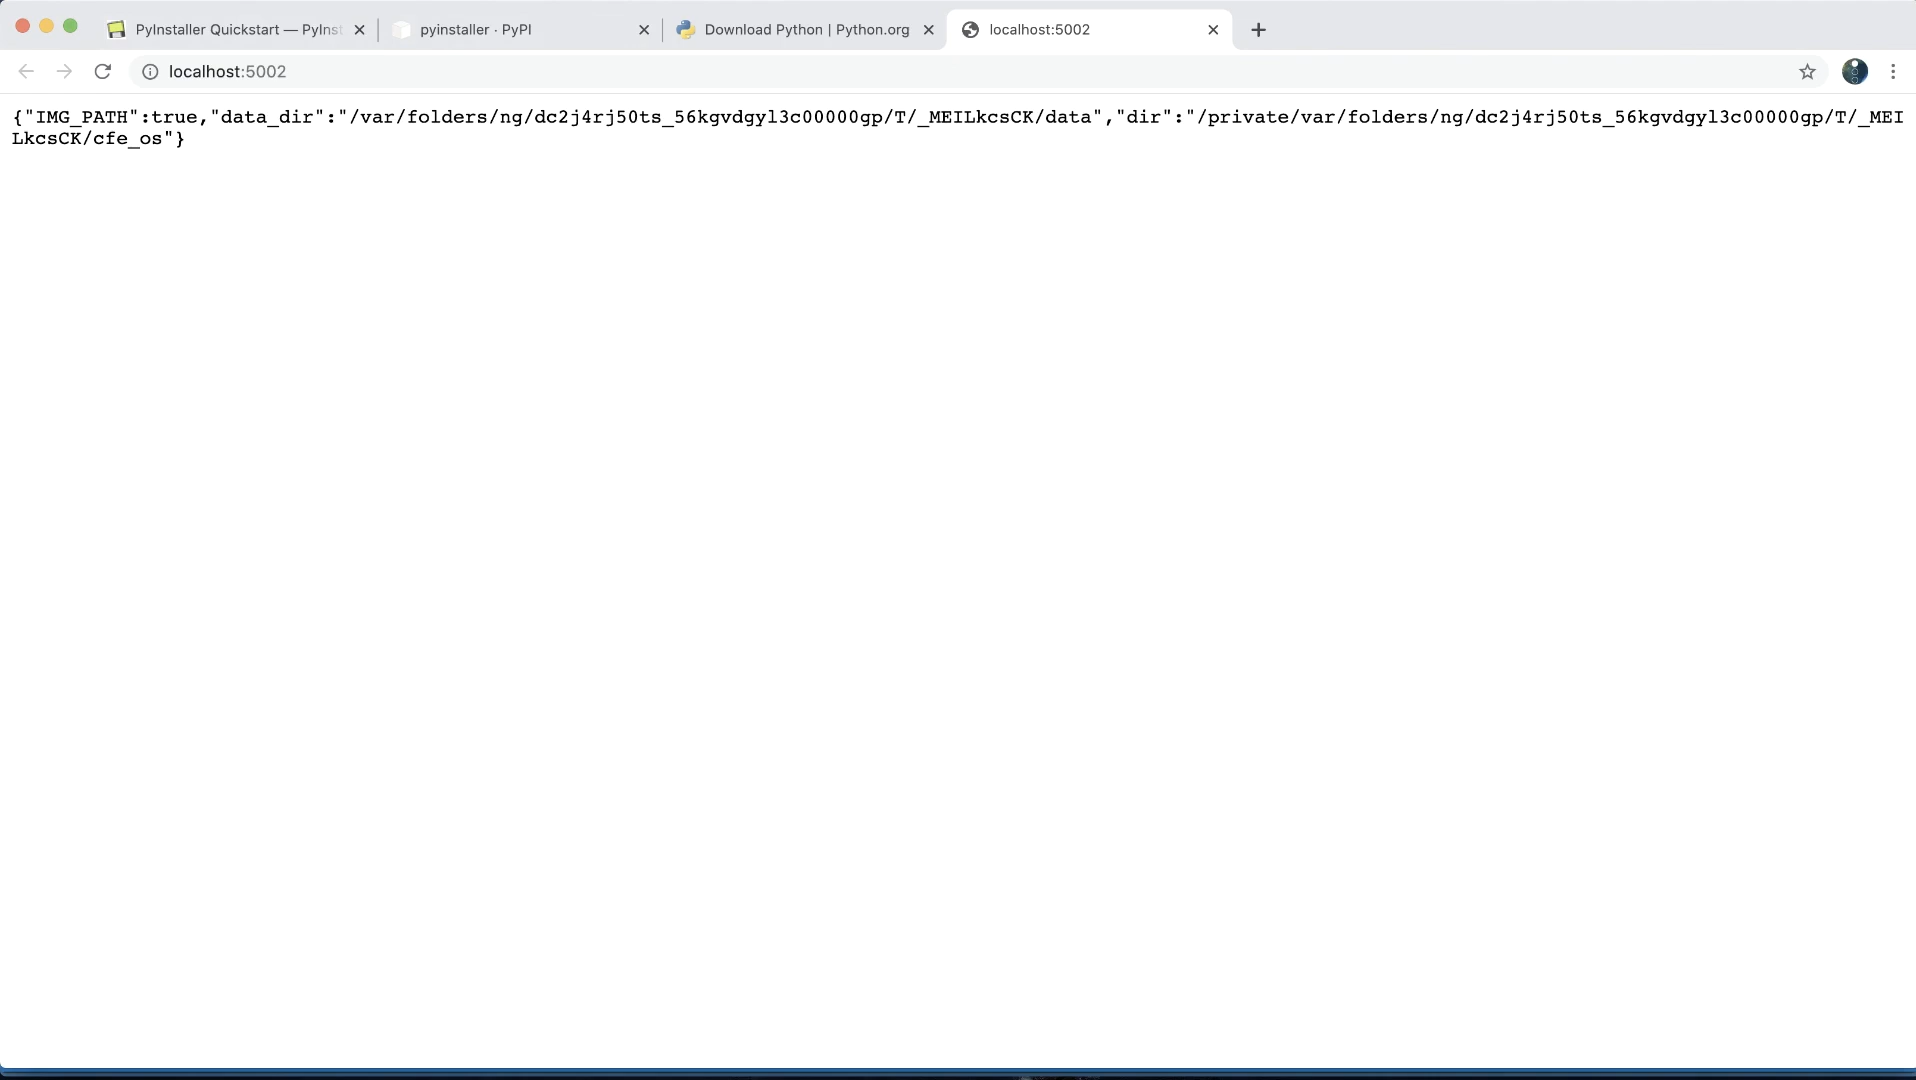 PyInstaller Quickstart — PyInst
pyinstaller · PyPI
Download Python | Python.org
localhost:5002
localhost:5002
{"IMG_PATH":true,"data_dir":"/var/folders/ng/dc2j4rj50ts_56kgvdgyl3c00000gp/T/_MEILkcsCK/data","dir":"/private/var/folders/ng/dc2j4rj50ts_56kgvdgyl3c00000gp/T/_MEI
LkcsCK/cfe_os"}